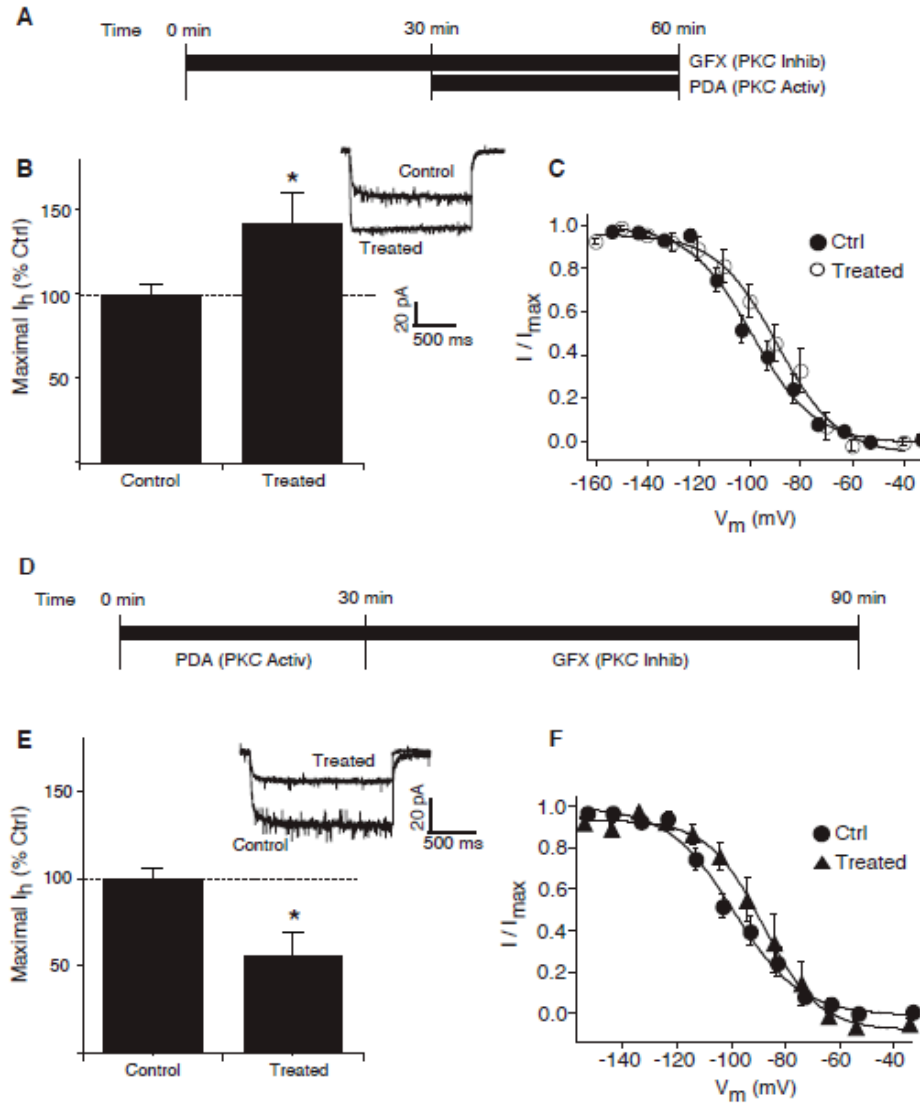 A
Time 0 min 30 min 60 min
GFX (PKC Inhib)
PDA (PKC Activ)
B
Maximal Ih (% Ctrl)
150
100
50
Control Treated
*
Control
Treated
20 pA
500 ms
C
I / Imax
1.0
0.8
0.6
0.4
0.2
0.0
Ctrl
Treated
-160 -140 -120 -100 -80 -60 -40
Vm (mV)
D
Time 0 min 30 min 90 min
PDA (PKC Activ) GFX (PKC Inhib)
E
Maximal Ih (% Ctrl)
150
100
50
Control Treated
*
Treated
Control
20 pA
500 ms
F
I / Imax
1.0
0.8
0.6
0.4
0.2
0.0
Ctrl
Treated
-140 -120 -100 -80 -60 -40
Vm (mV)